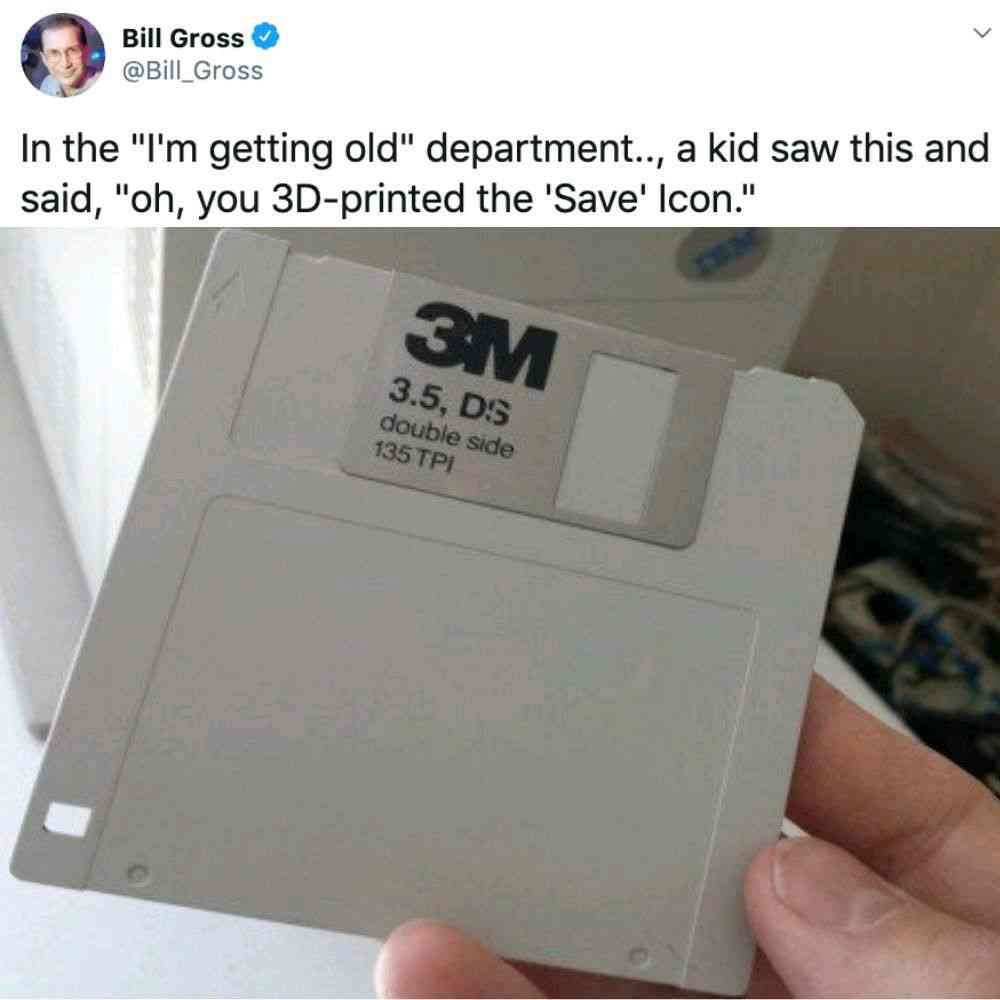 Bill Gross
@Bill_Gross
In the "I'm getting old" department.., a kid saw this and
said, "oh, you 3D-printed the 'Save' Icon."
IBM
3M
3.5, DS
double side
135 TPI